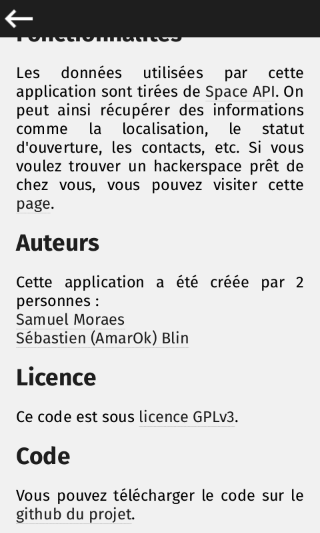 Fonctionnalités
Les données utilisées par cette
application sont tirées de Space API. On
peut ainsi récupérer des informations
comme la localisation, le statut
d'ouverture, les contacts, etc. Si vous
voulez trouver un hackerspace prêt de
chez vous, vous pouvez visiter cette
page.
Auteurs
Cette application a été créée par 2
personnes :
Samuel Moraes
Sébastien (AmarOk) Blin
Licence
Ce code est sous licence GPLv3.
Code
Vous pouvez télécharger le code sur le
github du projet.